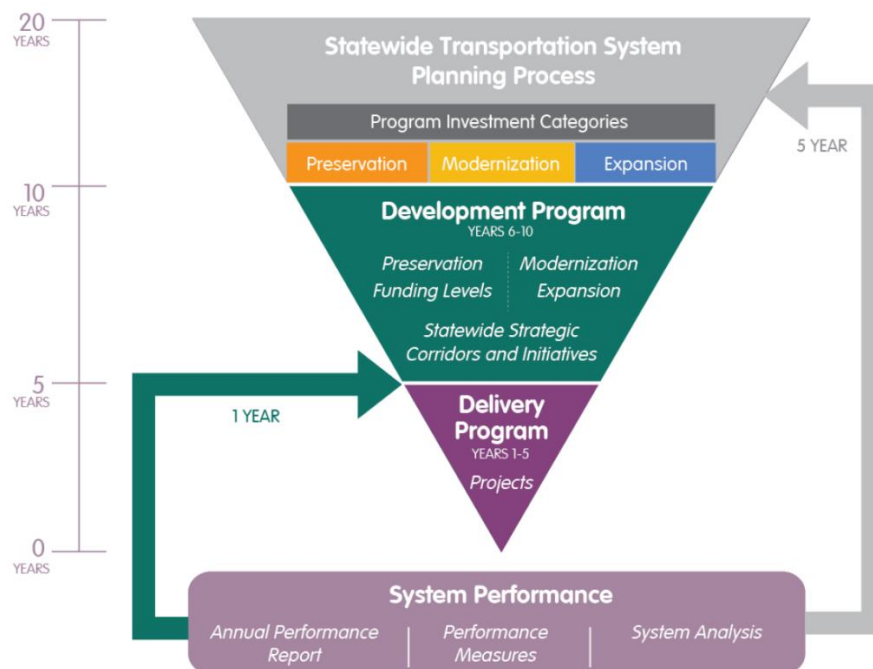 20
YEARS
Statewide Transportation System
Planning Process
Program Investment Categories
Preservation
Modernization
Expansion
5 YEAR
10
YEARS
Development Program
YEARS 6-10
Preservation
Funding Levels
Modernization
Expansion
Statewide Strategic
Corridors and Initiatives
5
YEARS
1 YEAR
Delivery
Program
YEARS 1-5
Projects
0
YEARS
System Performance
Annual Performance
Report
Performance
Measures
System Analysis